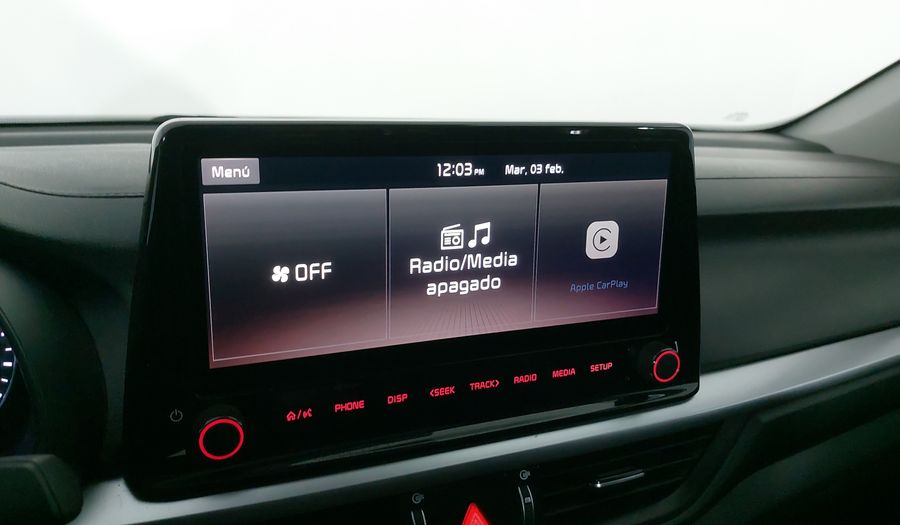 Menú
12:03 PM Mar, 03 feb.
OFF
Radio/Media
apagado
Apple CarPlay
PHONE DISP <SEEK TRACK> RADIO MEDIA SETUP